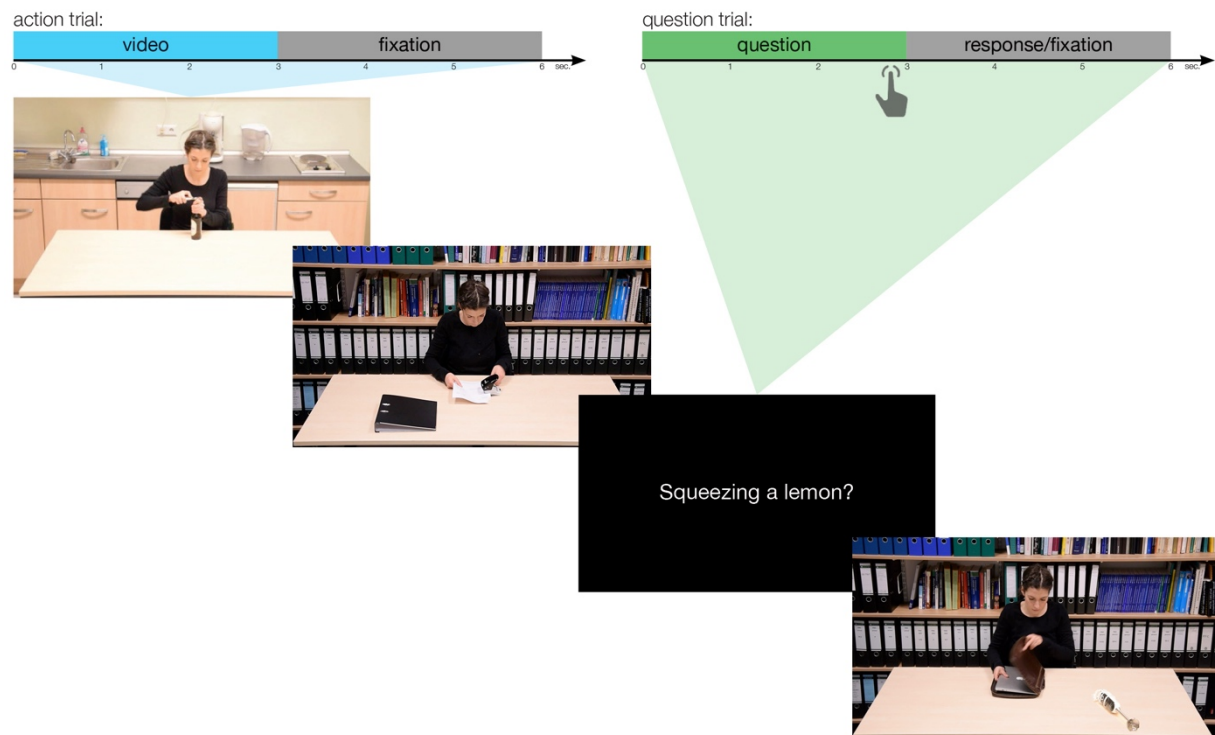 action trial:
video
fixation
0 1 2 3 4 5 6 sec.
question trial:
question
response/fixation
0 1 2 3 4 5 6 sec.
Squeezing a lemon?